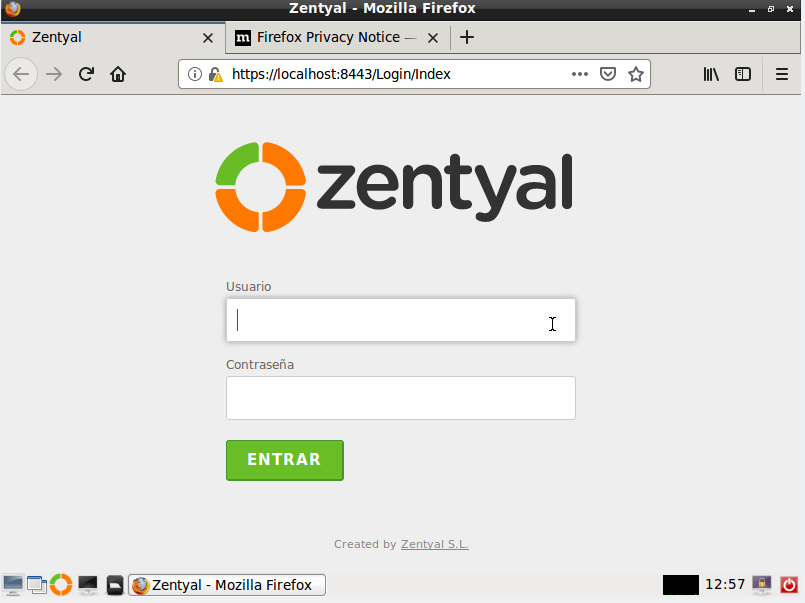 Zentyal - Mozilla Firefox
Zentyal
m Firefox Privacy Notice —
https://localhost:8443/Login/Index
zentyal
Usuario
Contraseña
ENTRAR
Created by Zentyal S.L.
Zentyal - Mozilla Firefox
12:57